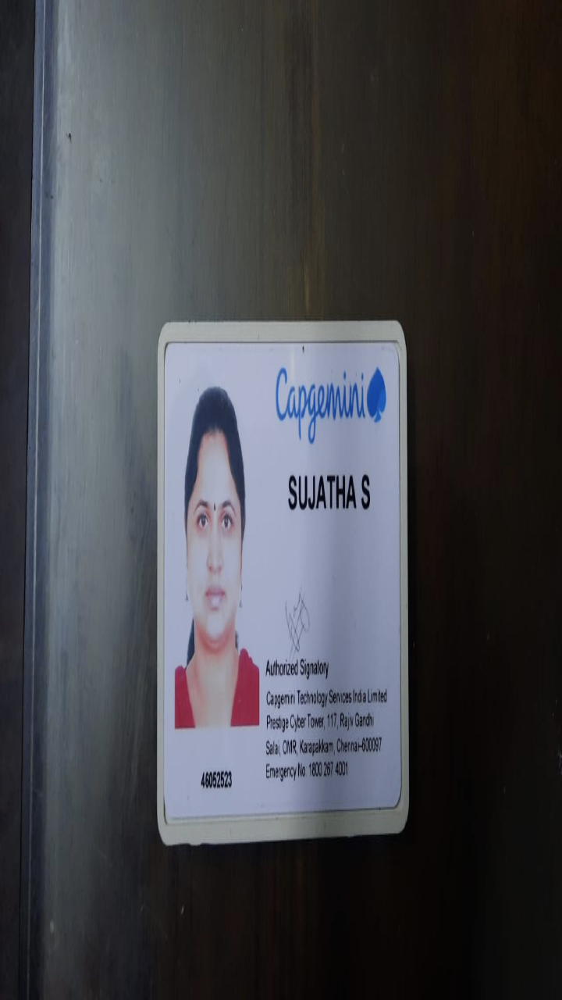 Capgemini
SUJATHA S
Authorized Signatory
Capgemini Technology Services India Limited
Prestige Cyber Tower, 117, Rajiv Gandhi
Salai, OMR, Karapakkam, Chennai-600097
Emergency No. 1800 267 4001
46052523